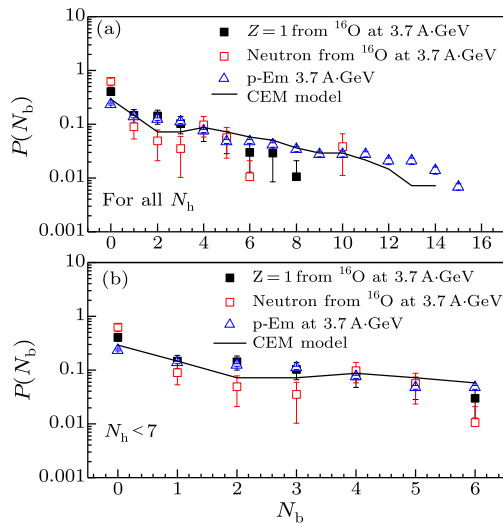 (a)
Z=1 from ¹⁶O at 3.7 A·GeV
Neutron from ¹⁶O at 3.7 A·GeV
p-Em 3.7 A·GeV
CEM model
P(N_b)
1
0.1
0.01
0.001
For all N_h
0 2 4 6 8 10 12 14 16
(b)
Z=1 from ¹⁶O at 3.7 A·GeV
Neutron from ¹⁶O at 3.7 A·GeV
p-Em at 3.7 A·GeV
CEM model
P(N_b)
10
1
0.1
0.01
0.001
N_h<7
0 1 2 3 4 5 6
N_b